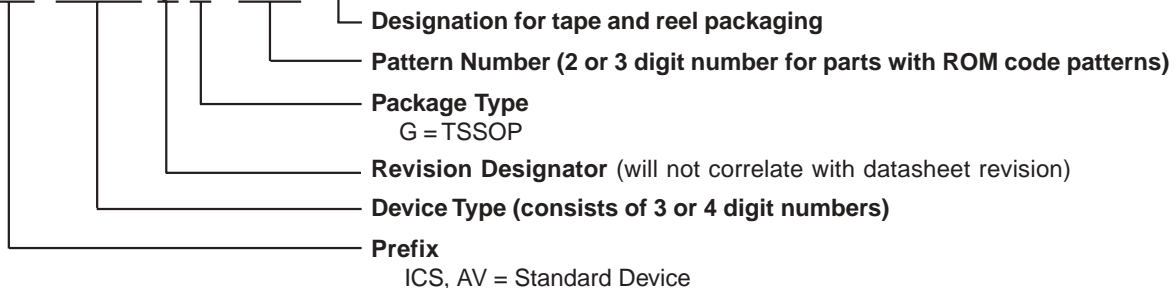 Designation for tape and reel packaging
Pattern Number (2 or 3 digit number for parts with ROM code patterns)
Package Type
G = TSSOP
Revision Designator (will not correlate with datasheet revision)
Device Type (consists of 3 or 4 digit numbers)
Prefix
ICS, AV = Standard Device